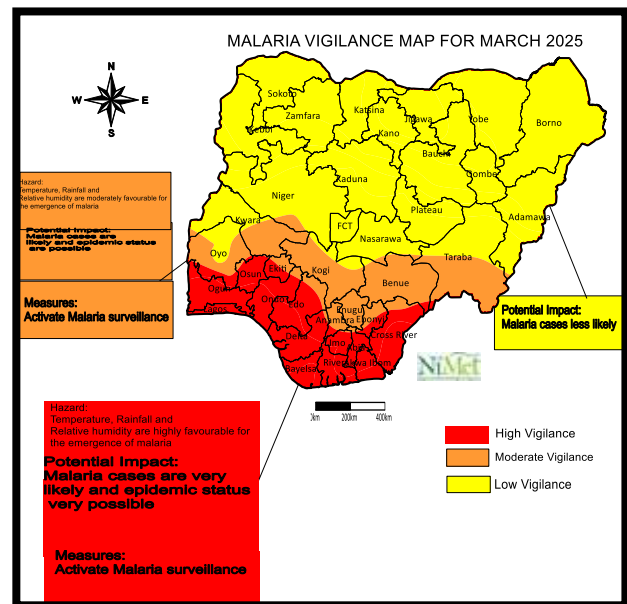 MALARIA VIGILANCE MAP FOR MARCH 2025
N
W E
S
Sokoto
Zamfara
Katsina
Jigawa
Yobe
Borno
Kebbi
Kano
Bauchi
Gombe
Kaduna
Niger
Plateau
Adamawa
Kwara
FCT
Nasarawa
Taraba
Oyo
Kogi
Benue
Osun
Ekiti
Ogun
Ondo
Edo
Lagos
Enugu
Anambra
Ebony
Cross River
Delta
Imo
Abia
Bayelsa
Rivers
Akwa Ibom
Hazard:
Temperature, Rainfall and
Relative humidity are moderately favourable for
the emergence of malaria
Potential Impact:
Malaria cases are
likely and epidemic status
are possible
Measures:
Activate Malaria surveillance
Potential Impact:
Malaria cases less likely
NiMet
0km 200km 400km
Hazard:
Temperature, Rainfall and
Relative humidity are highly favourable for
the emergence of malaria
Potential Impact:
Malaria cases are very
likely and epidemic status
very possible
Measures:
Activate Malaria surveillance
High Vigilance
Moderate Vigilance
Low Vigilance